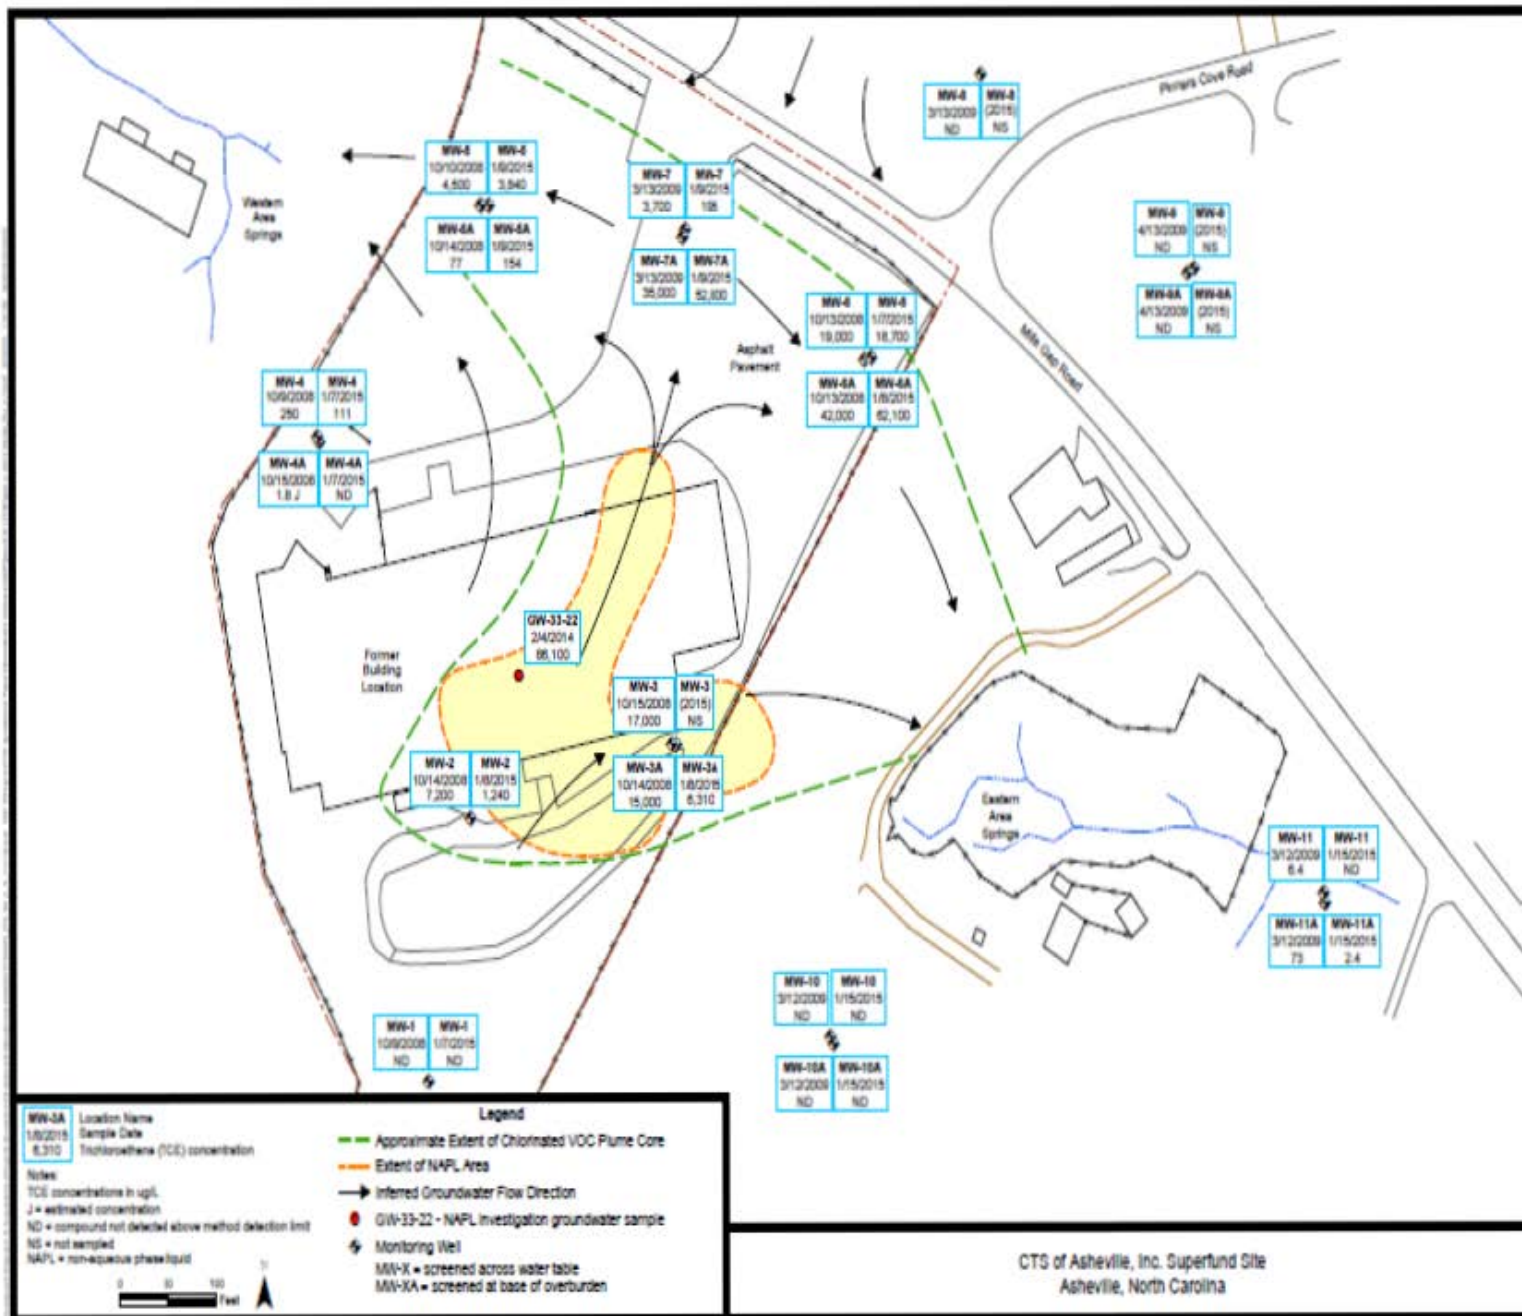 Pinners Cove Road
MW-8
3/13/2009
ND
MW-8
(2015)
NS
MW-5
10/10/2008
4,500
MW-5
1/9/2015
3,940
MW-5A
10/14/2008
77
MW-5A
1/9/2015
154
MW-7
3/13/2009
3,700
MW-7
1/9/2015
MW-7A
3/13/2009
35,000
MW-7A
1/9/2015
52,800
Western
Area
Springs
MW-9
4/13/2009
ND
MW-9
(2015)
NS
MW-9A
4/13/2009
ND
MW-9A
(2015)
NS
MW-6
10/13/2008
19,000
MW-6
1/7/2015
18,700
MW-6A
10/13/2008
42,000
MW-6A
1/8/2015
62,100
Asphalt
Pavement
Mills Gap Road
MW-4
10/9/2008
MW-4
1/7/2015
111
MW-4A
10/15/2008
1.8 J
MW-4A
1/7/2015
ND
GW-33-22
2/4/2014
Former
Building
Location
MW-3
10/15/2008
17,000
MW-3
(2015)
NS
MW-3A
10/14/2008
15,000
MW-3A
1/8/2015
6,310
MW-2
10/14/2008
7,200
MW-2
1/8/2015
1,240
Eastern
Area
Springs
MW-11
3/12/2009
6.4
MW-11
1/15/2015
ND
MW-11A
3/12/2009
73
MW-11A
1/15/2015
2.4
MW-10
3/12/2009
ND
MW-10
1/15/2015
ND
MW-10A
3/12/2009
ND
MW-10A
1/15/2015
ND
MW-1
10/9/2008
ND
MW-1
1/7/2015
ND
MW-3A
1/8/2015
6,310
Location Name
Sample Date
Trichloroethene (TCE) concentration
Notes:
TCE concentrations in ug/L
J = estimated concentration
ND = compound not detected above method detection limit
NS = not sampled
NAPL = non-aqueous phase liquid
0 50 100
Feet
Legend
Approximate Extent of Chlorinated VOC Plume Core
Extent of NAPL Area
Inferred Groundwater Flow Direction
GW-33-22 - NAPL Investigation groundwater sample
Monitoring Well
MW-X = screened across water table
MW-XA = screened at base of overburden
CTS of Asheville, Inc. Superfund Site
Asheville, North Carolina